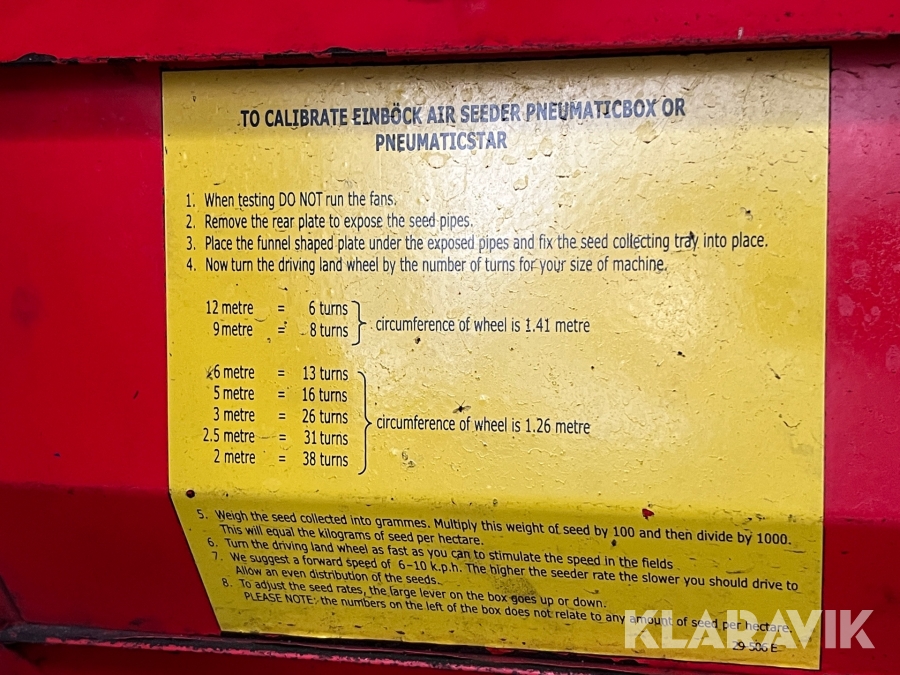 TO CALIBRATE EINBÖCK AIR SEEDER PNEUMATICBOX OR
PNEUMATICSTAR
1. When testing DO NOT run the fans.
2. Remove the rear plate to expose the seed pipes.
3. Place the funnel shaped plate under the exposed pipes and fix the seed collecting tray into place.
4. Now turn the driving land wheel by the number of turns for your size of machine.
12 metre = 6 turns
9 metre = 8 turns
circumference of wheel is 1.41 metre
6 metre = 13 turns
5 metre = 16 turns
3 metre = 26 turns
2.5 metre = 31 turns
2 metre = 38 turns
circumference of wheel is 1.26 metre
5. Weigh the seed collected into grammes. Multiply this weight of seed by 100 and then divide by 1000.
This will equal the kilograms of seed per hectare.
6. Turn the driving land wheel as fast as you can to stimulate the speed in the fields
7. We suggest a forward speed of 6-10 k.p.h. The higher the seeder rate the slower you should drive to
Allow an even distribution of the seeds.
8. To adjust the seed rates, the large lever on the box goes up or down.
PLEASE NOTE: the numbers on the left of the box does not relate to any amount of seed per hectare.
29-506 E
KLARAVIK